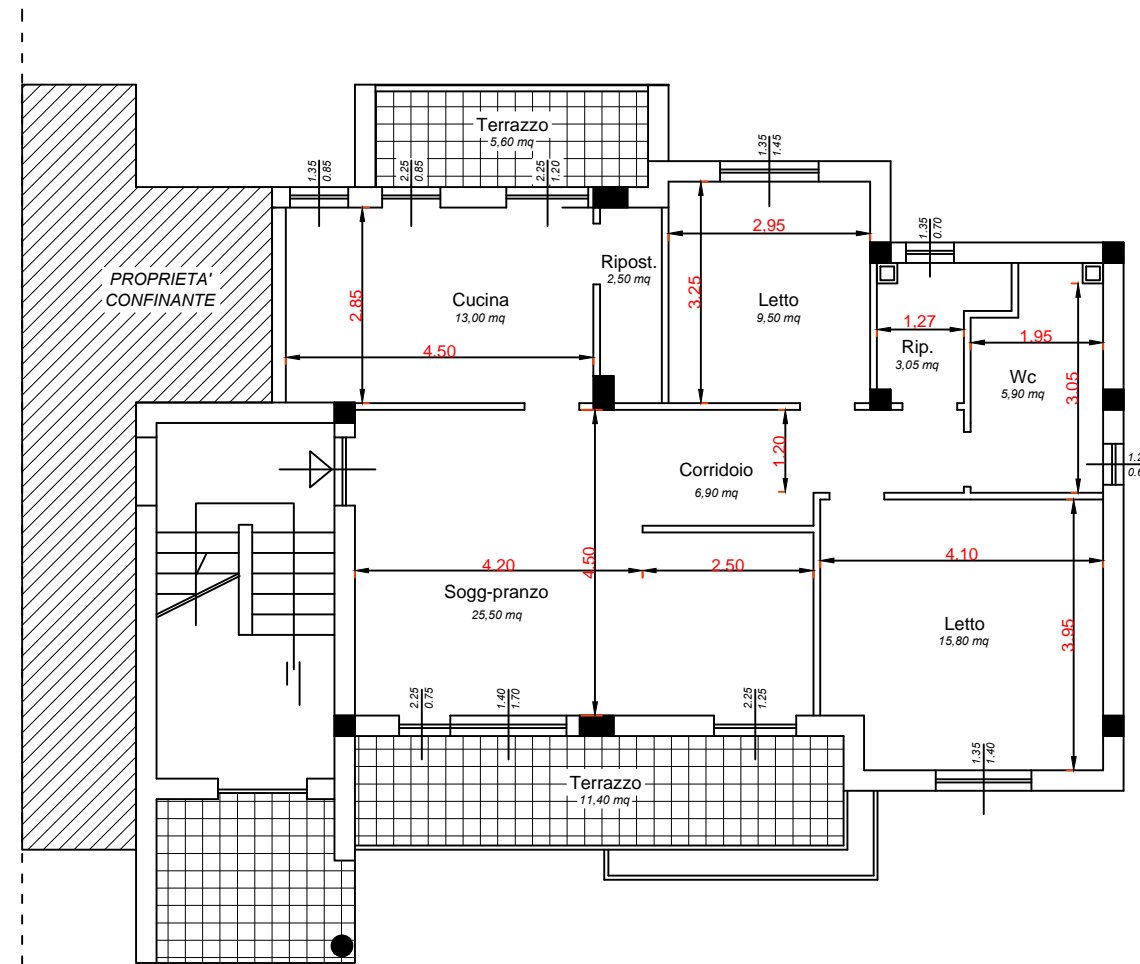 Terrazzo
5,60 mq
1.35
0.85
2.25
0.85
2.25
1.20
1.35
1.45
1.35
0.70
PROPRIETA'
CONFINANTE
2.85
Cucina
13,00 mq
4.50
Ripost.
2,50 mq
2.95
3.25
Letto
9,50 mq
1,27
Rip.
3,05 mq
1.95
Wc
5,90 mq
3.05
Corridoio
6,90 mq
1.20
4.20
4.50
2.50
Sogg-pranzo
25,50 mq
4.10
Letto
15,80 mq
3.95
2.25
0.75
1.40
1.70
2.25
1.25
1.35
1.40
Terrazzo
11,40 mq